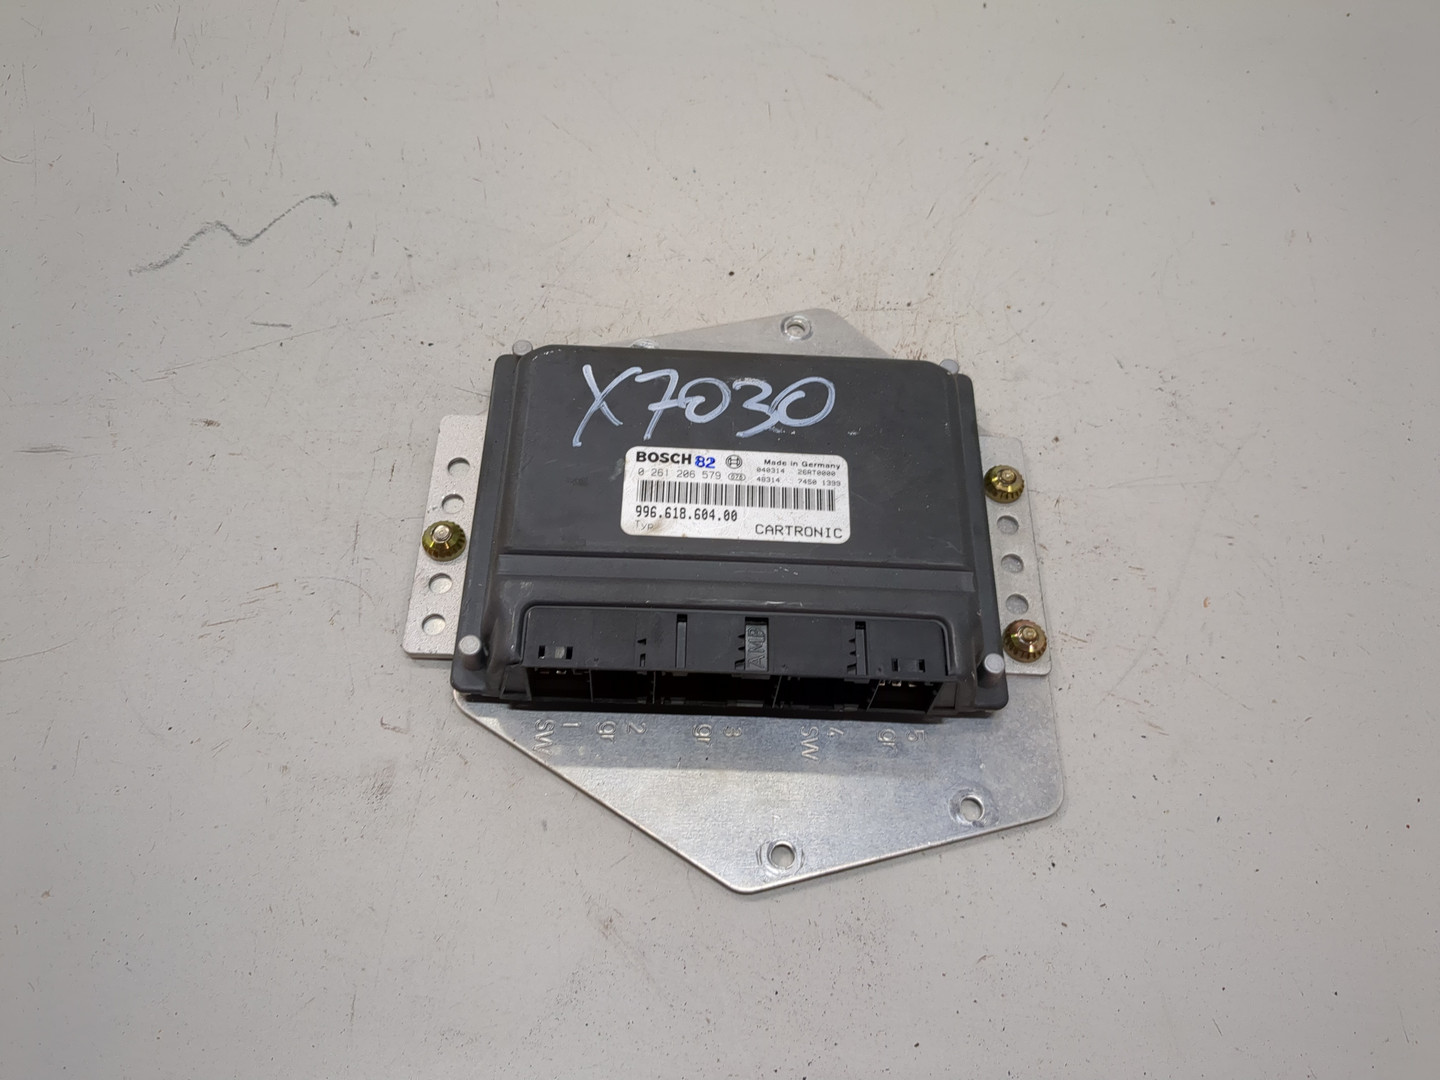 X7030
BOSCH 82 Made in Germany
0 261 206 579 078 040314 26RT0000
48314 7450 1399
996.618.604.00
Typ CARTRONIC
AMP
1 2 3 4 5
SW gr gr SW gr